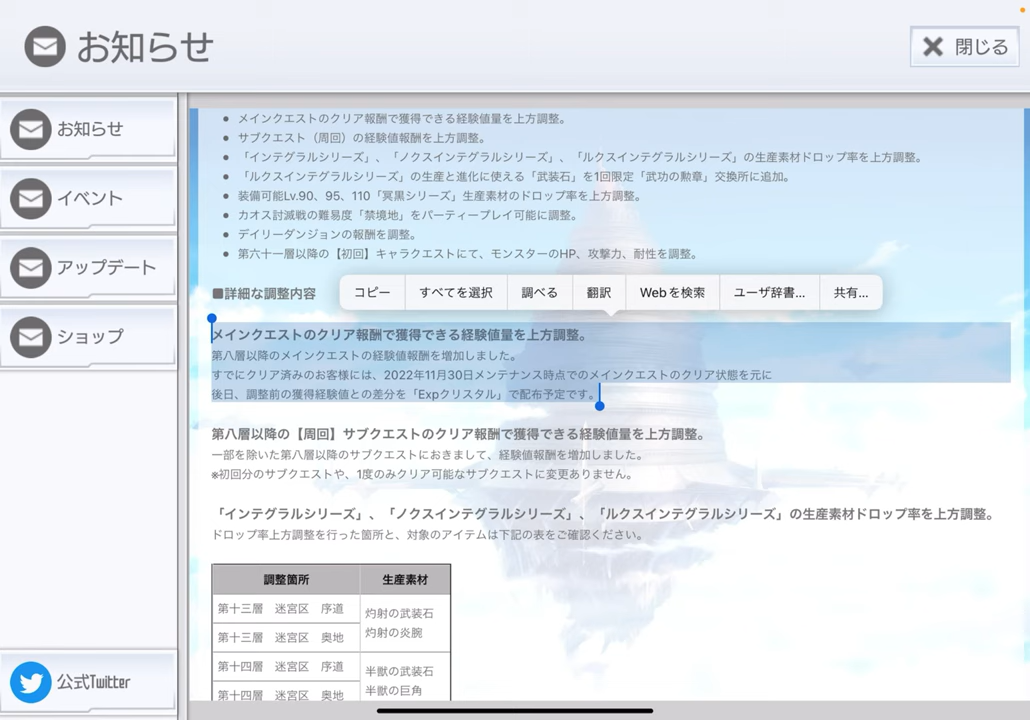 お知らせ
閉じる
お知らせ
イベント
アップデート
ショップ
公式Twitter
● メインクエストのクリア報酬で獲得できる経験値量を上方調整。
● サブクエスト（周回）の経験値報酬を上方調整。
● 「インテグラルシリーズ」、「ノクスインテグラルシリーズ」、「ルクスインテグラルシリーズ」の生産素材ドロップ率を上方調整。
● 「ルクスインテグラルシリーズ」の生産と進化に使える「武装石」を1回限定「武功の勲章」交換所に追加。
● 装備可能Lv.90、95、110「冥黒シリーズ」生産素材のドロップ率を上方調整。
● カオス討滅戦の難易度「禁境地」をパーティープレイ可能に調整。
● デイリーダンジョンの報酬を調整。
● 第六十一層以降の【初回】キャラクエストにて、モンスターのHP、攻撃力、耐性を調整。
■詳細な調整内容
コピー すべてを選択 調べる 翻訳 Webを検索 ユーザ辞書... 共有...
メインクエストのクリア報酬で獲得できる経験値量を上方調整。
第八層以降のメインクエストの経験値報酬を増加しました。
すでにクリア済みのお客様には、2022年11月30日メンテナンス時点でのメインクエストのクリア状態を元に
後日、調整前の獲得経験値との差分を「Expクリスタル」で配布予定です。
第八層以降の【周回】サブクエストのクリア報酬で獲得できる経験値量を上方調整。
一部を除いた第八層以降のサブクエストにおきまして、経験値報酬を増加しました。
※初回分のサブクエストや、1度のみクリア可能なサブクエストに変更ありません。
「インテグラルシリーズ」、「ノクスインテグラルシリーズ」、「ルクスインテグラルシリーズ」の生産素材ドロップ率を上方調整。
ドロップ率上方調整を行った箇所と、対象のアイテムは下記の表をご確認ください。
調整箇所 生産素材
第十三層 迷宮区 序道
第十三層 迷宮区 奥地
灼射の武装石
灼射の炎腕
第十四層 迷宮区 序道
第十四層 迷宮区 奥地
半獣の武装石
半獣の巨角